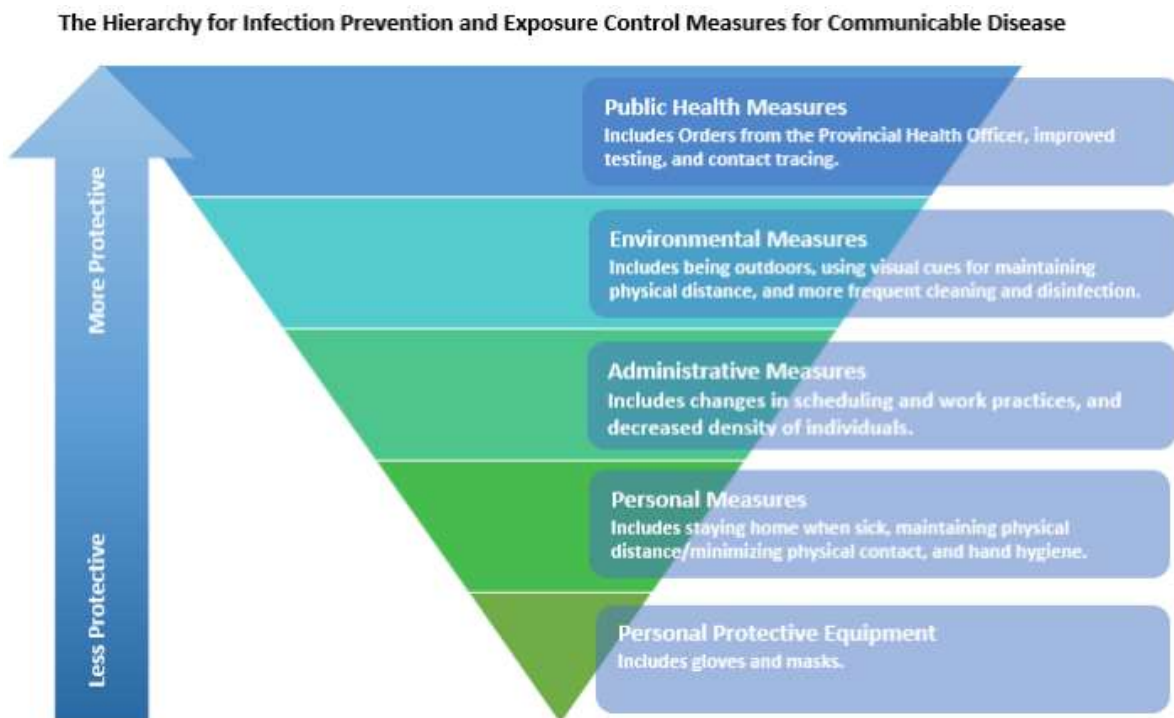 The Hierarchy for Infection Prevention and Exposure Control Measures for Communicable Disease
More Protective
Less Protective
Public Health Measures
Includes Orders from the Provincial Health Officer, improved
testing, and contact tracing.
Environmental Measures
Includes being outdoors, using visual cues for maintaining
physical distance, and more frequent cleaning and disinfection.
Administrative Measures
Includes changes in scheduling and work practices, and
decreased density of individuals.
Personal Measures
Includes staying home when sick, maintaining physical
distance/minimizing physical contact, and hand hygiene.
Personal Protective Equipment
Includes gloves and masks.